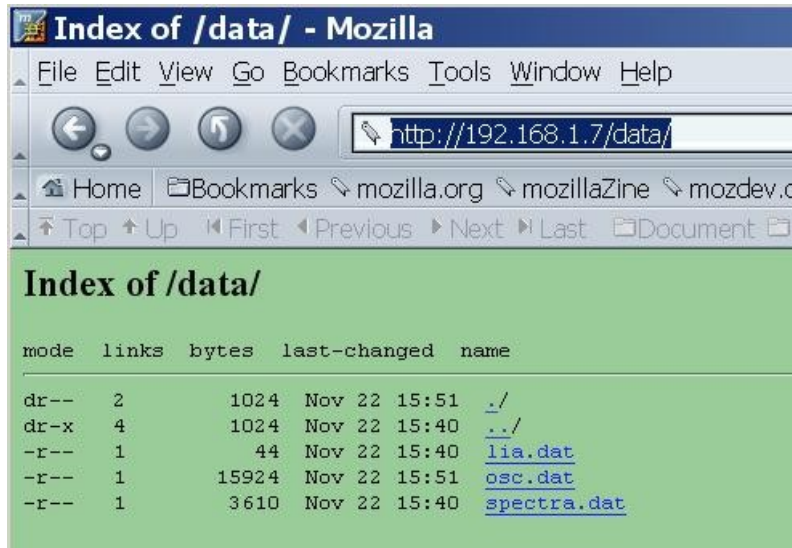 Index of /data/ - Mozilla
File Edit View Go Bookmarks Tools Window Help
http://192.168.1.7/data/
Home Bookmarks mozilla.org mozillaZine mozdev.o
Top Up First Previous Next Last Document
Index of /data/
mode links bytes last-changed name
dr-- 2 1024 Nov 22 15:51 ./
dr-x 4 1024 Nov 22 15:40 ../
-r-- 1 44 Nov 22 15:40 lia.dat
-r-- 1 15924 Nov 22 15:51 osc.dat
-r-- 1 3610 Nov 22 15:40 spectra.dat